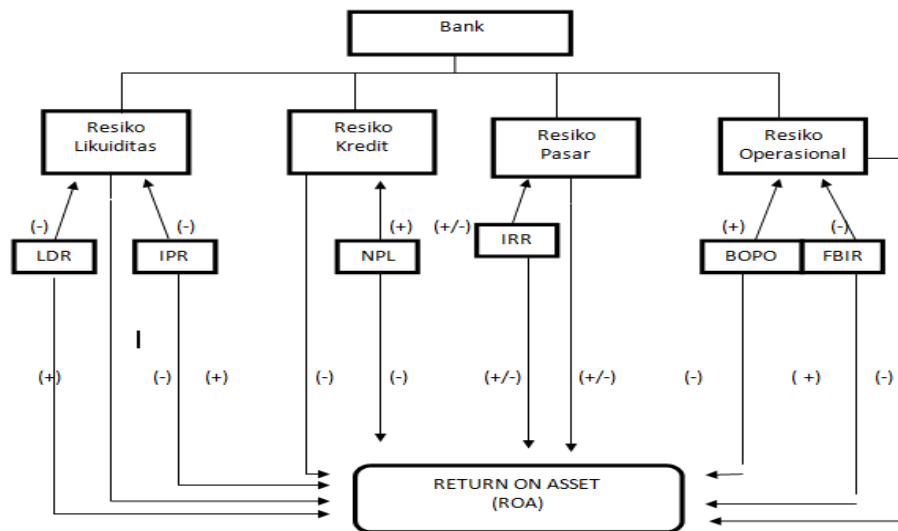 Bank
Resiko
Likuiditas
Resiko
Kredit
Resiko
Pasar
Resiko
Operasional
(-)
(-)
(+)
(+/-)
(+)
(-)
LDR
IPR
NPL
IRR
BOPO
FBIR
(+)
(-)
(+)
(-)
(-)
(+/-)
(+/-)
(-)
( +)
(-)
RETURN ON ASSET
(ROA)